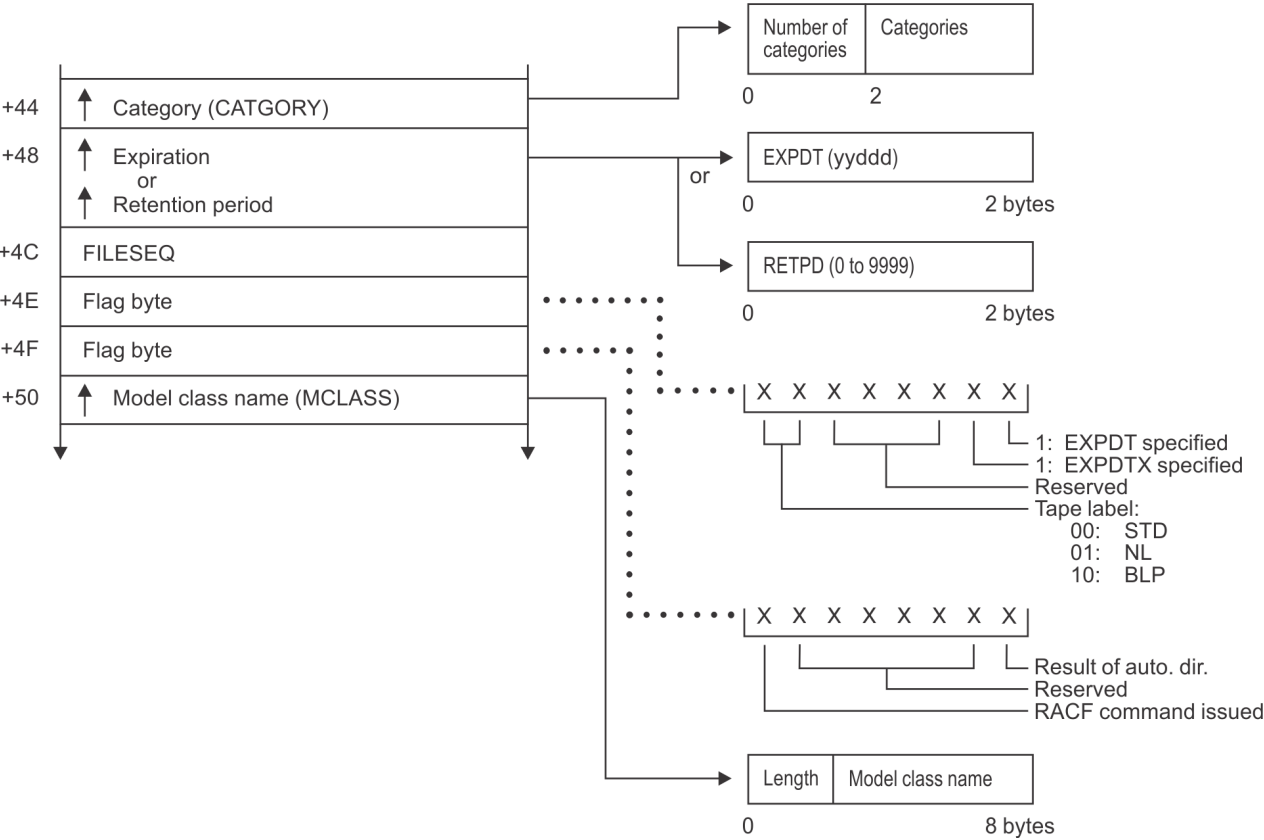 +44
Category (CATGORY)
+48
Expiration
or
Retention period
+4C
FILESEQ
+4E
Flag byte
+4F
Flag byte
+50
Model class name (MCLASS)
Number of
categories
Categories
0
2
EXPDT (yyddd)
or
0
2 bytes
RETPD (0 to 9999)
0
2 bytes
X X X X X X X X
1: EXPDT specified
1: EXPDTX specified
Reserved
Tape label:
00: STD
01: NL
10: BLP
X X X X X X X X
Result of auto. dir.
Reserved
RACF command issued
Length
Model class name
0
8 bytes